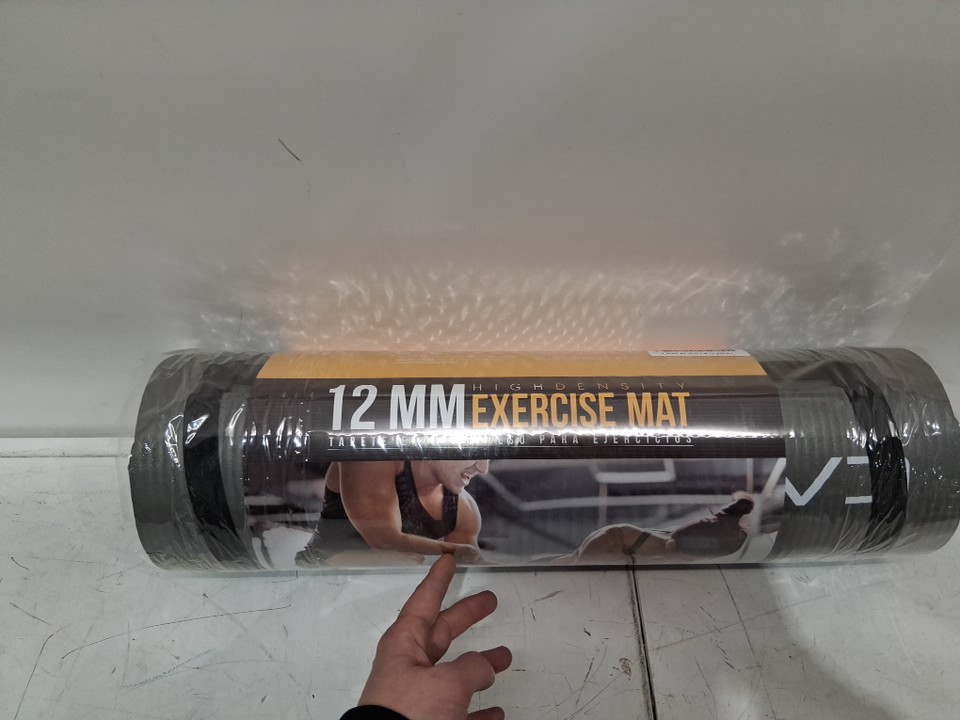 12 MM
HIGH DENSITY
EXERCISE MAT
PARA EJERCICIOS